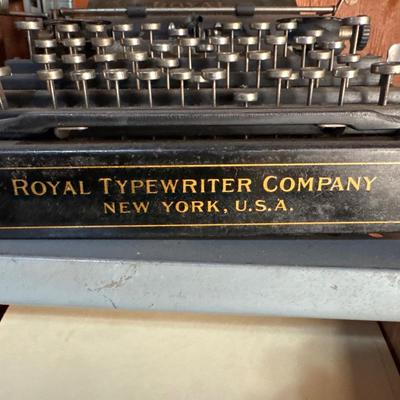 ROYAL TYPEWRITER COMPANY
NEW YORK, U.S.A.